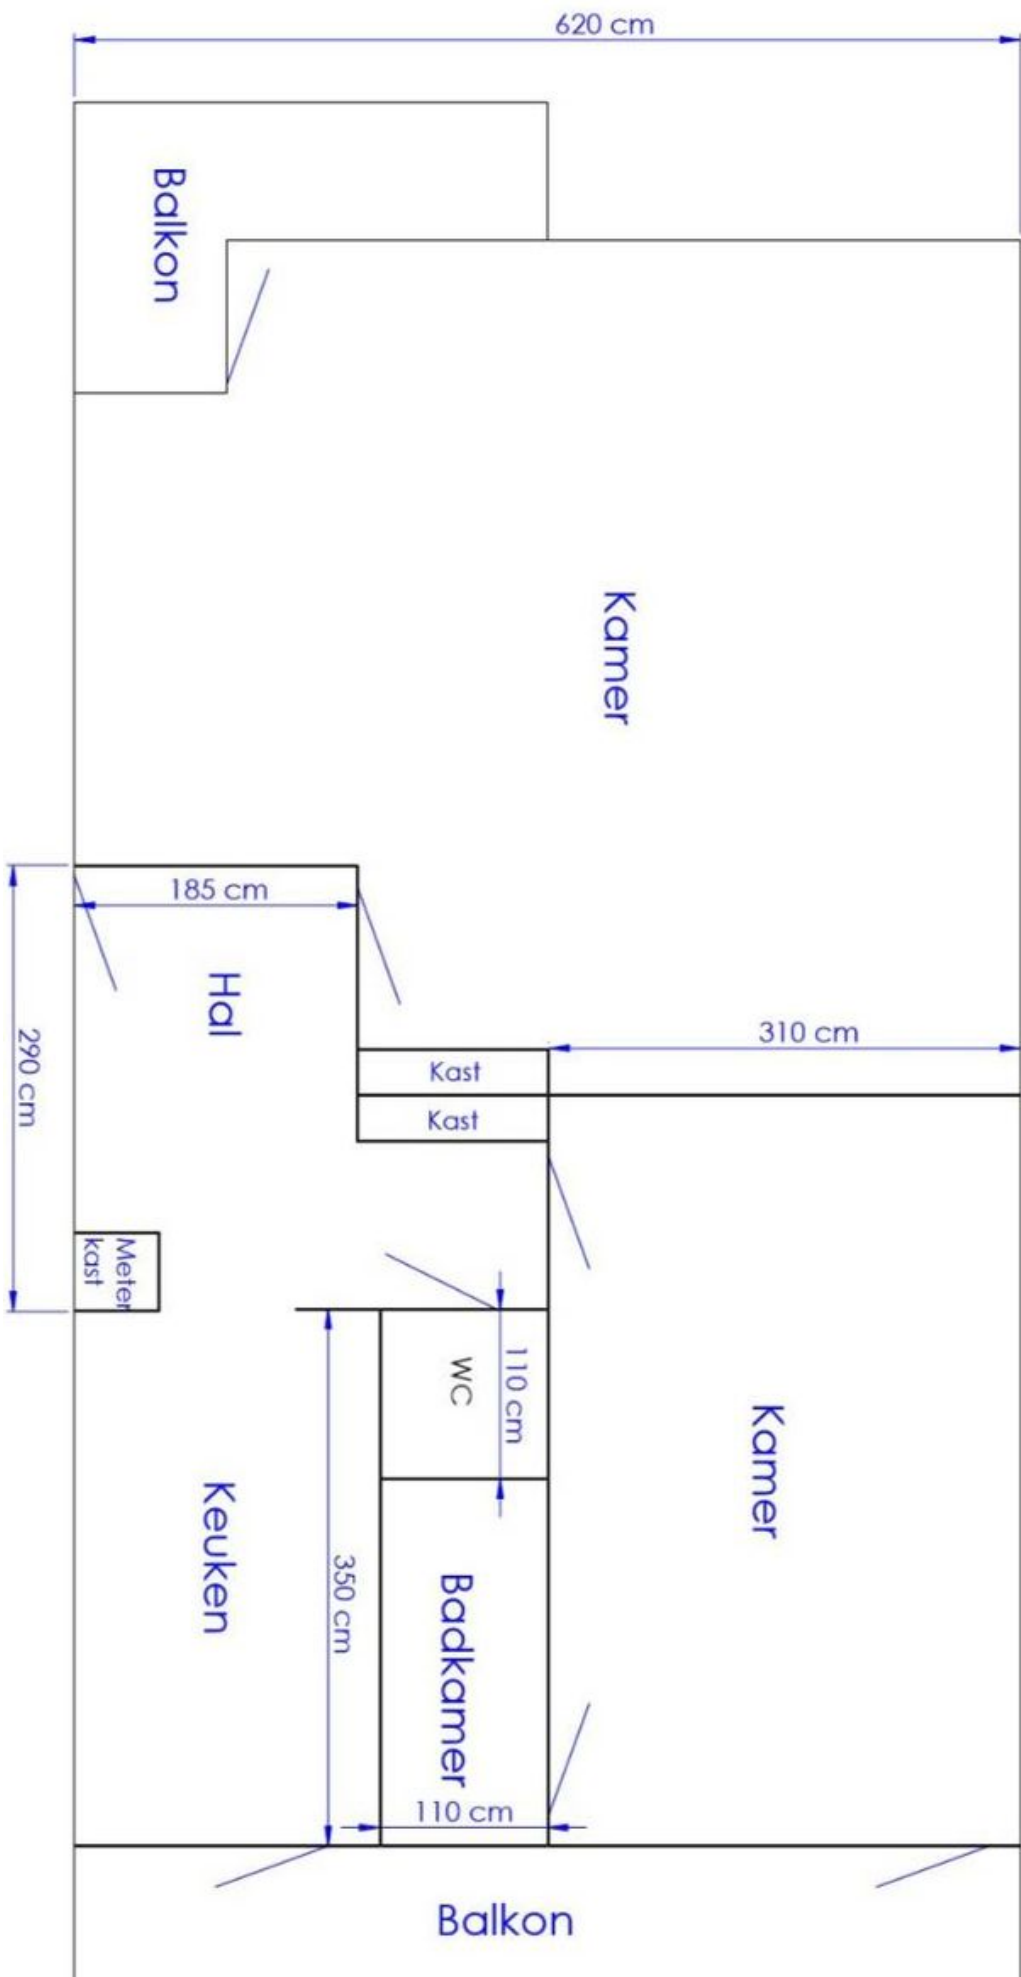 620 cm
Balkon
Kamer
185 cm
Hal
290 cm
310 cm
Kast
Kast
Meter
kast
WC
110 cm
Kamer
Keuken
350 cm
Badkamer
110 cm
Balkon